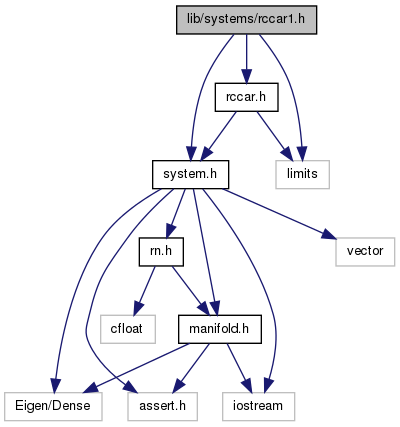 lib/systems/rccar1.h
rccar.h
system.h
limits
rn.h
vector
cfloat
manifold.h
Eigen/Dense
assert.h
iostream